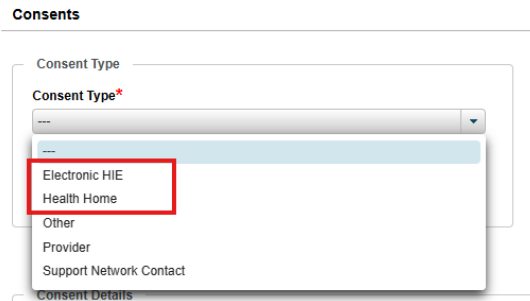 Consents
Consent Type
Consent Type*
---
---
Electronic HIE
Health Home
Other
Provider
Support Network Contact
Consent Details